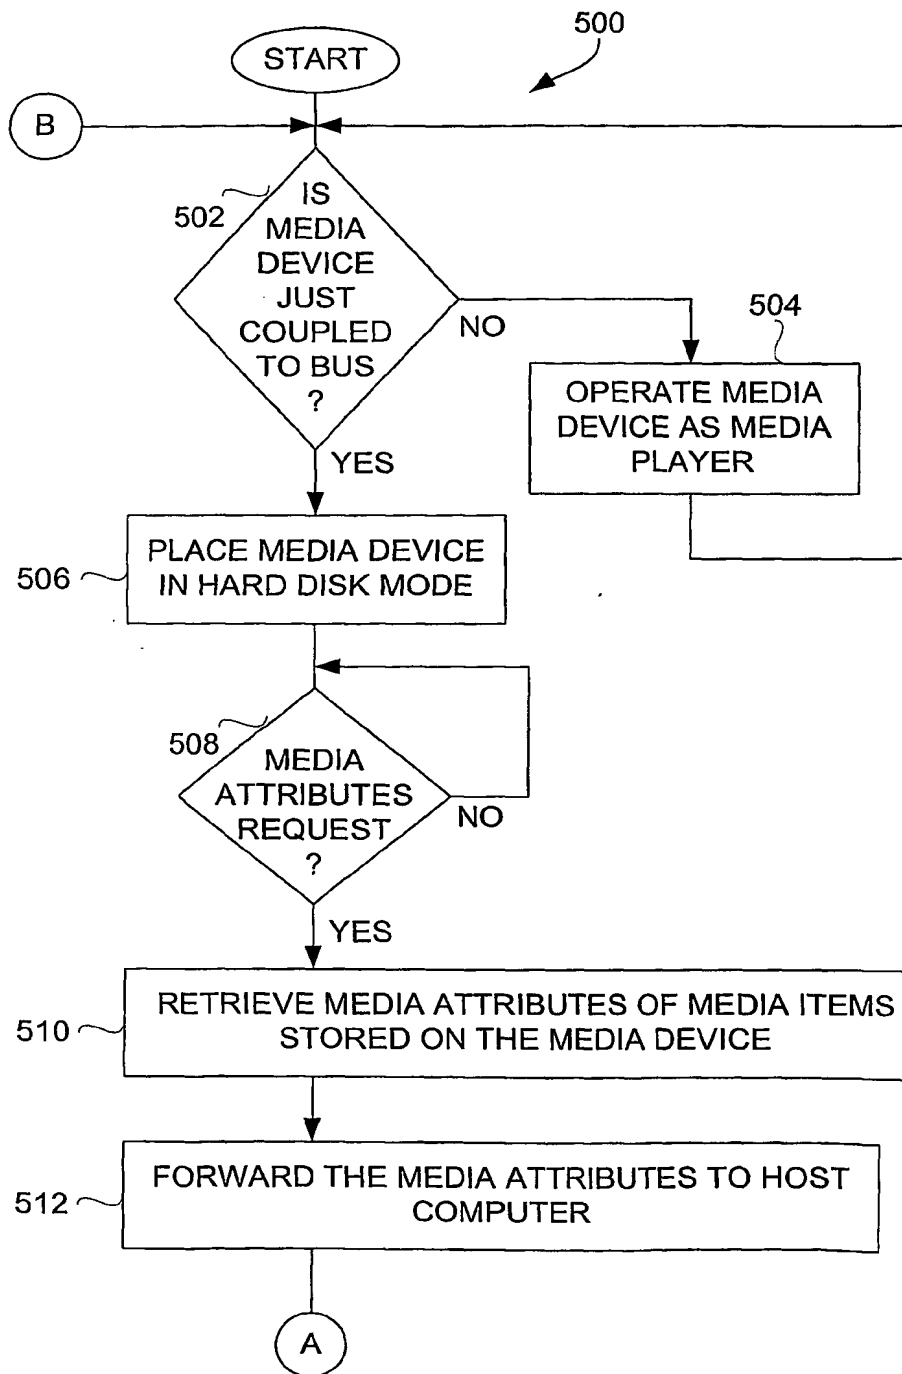 500
START
B
502
IS
MEDIA
DEVICE
JUST
COUPLED
TO BUS
?
NO
504
OPERATE MEDIA
DEVICE AS MEDIA
PLAYER
YES
506
PLACE MEDIA DEVICE
IN HARD DISK MODE
508
MEDIA
ATTRIBUTES
REQUEST
?
NO
YES
510
RETRIEVE MEDIA ATTRIBUTES OF MEDIA ITEMS
STORED ON THE MEDIA DEVICE
512
FORWARD THE MEDIA ATTRIBUTES TO HOST
COMPUTER
A